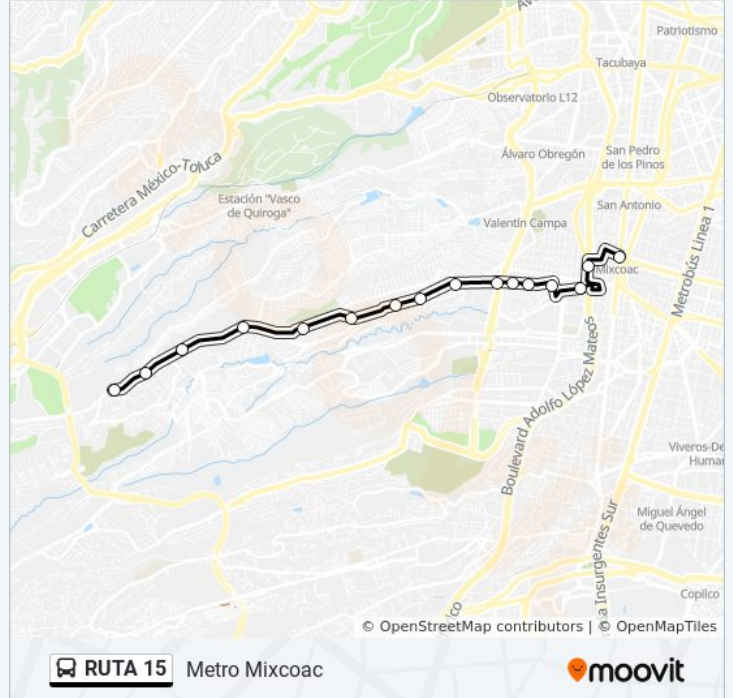 Av
Patriotismo
Tacubaya
Observatorio L12
Carretera México-Toluca
Álvaro Obregón
San Pedro
de los Pinos
Estación "Vasco
de Quiroga"
San Antonio
Valentín Campa
Metrobús Linea 1
Mixcoac
Boulevard Adolfo López Mateos
Viveros-De
Human
Miguel Ángel
de Quevedo
a Insurgentes Sur
Copilco
© OpenStreetMap contributors | © OpenMapTiles
RUTA 15 Metro Mixcoac
moovit